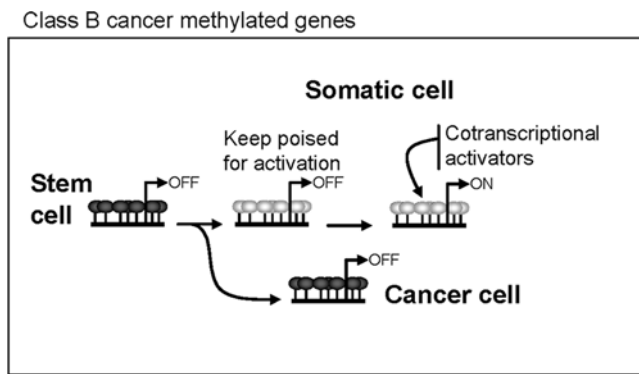 Class B cancer methylated genes
Somatic cell
Keep poised
for activation
Cotranscriptional
activators
Stem
cell
OFF
OFF
ON
OFF
Cancer cell